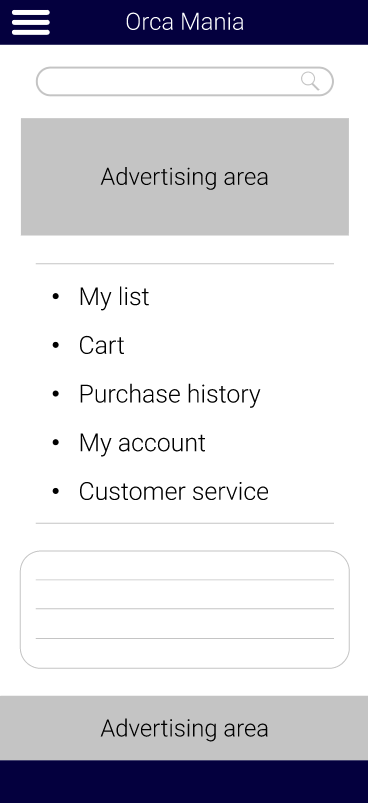 Orca Mania
Advertising area
• My list
• Cart
• Purchase history
• My account
• Customer service
Advertising area